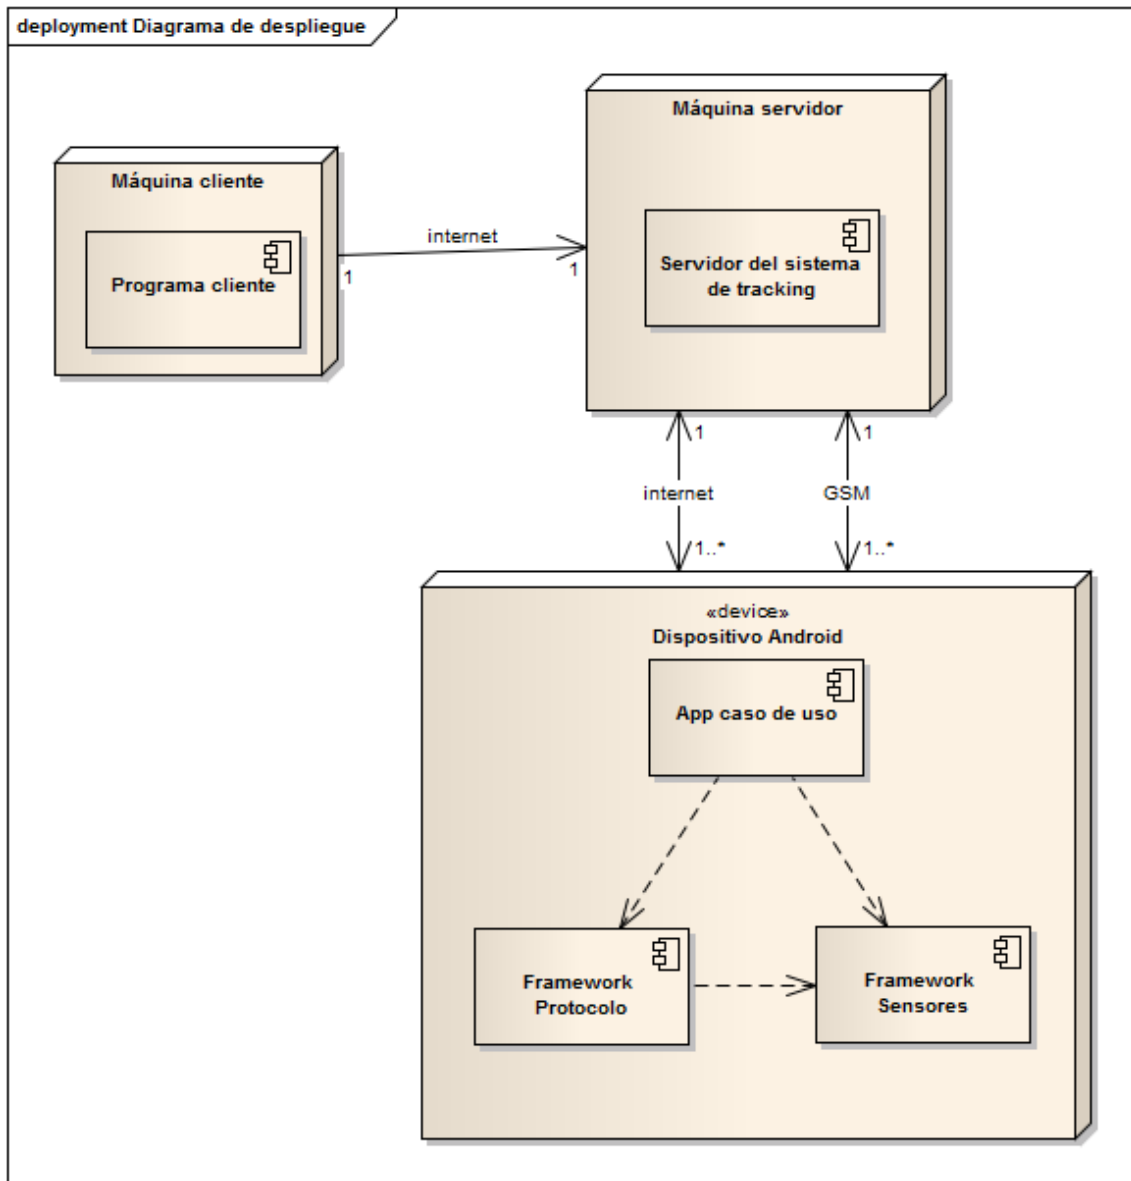 deployment Diagrama de despliegue
Máquina servidor
Máquina cliente
Servidor del sistema
de tracking
Programa cliente
internet
1
1
1
1
internet
GSM
1..*
1..*
«device»
Dispositivo Android
App caso de uso
Framework
Protocolo
Framework
Sensores